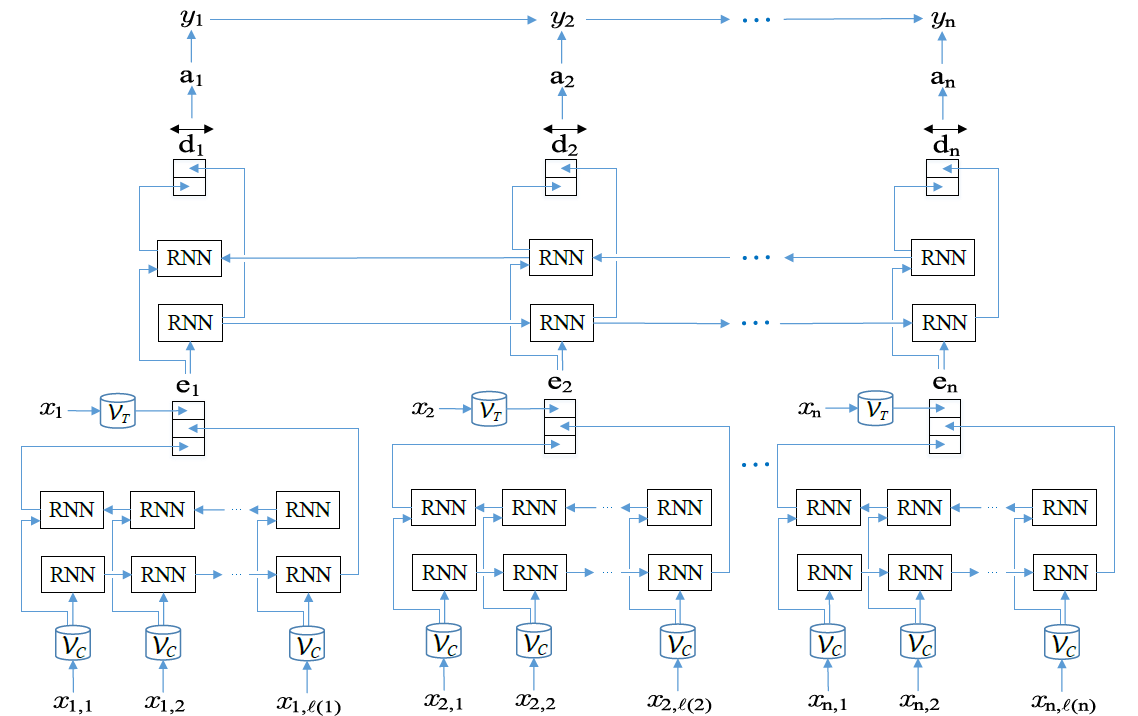 y1 y2 ... yn
a1 a2 an
d1 d2 dn
RNN RNN ... RNN
RNN RNN ... RNN
e1 e2 en
x1 VT x2 VT xn VT
...
RNN RNN ... RNN RNN RNN ... RNN RNN RNN ... RNN
RNN RNN ... RNN RNN RNN ... RNN RNN RNN ... RNN
VC VC VC VC VC VC VC VC VC
x1,1 x1,2 x1,ℓ(1) x2,1 x2,2 x2,ℓ(2) xn,1 xn,2 xn,ℓ(n)